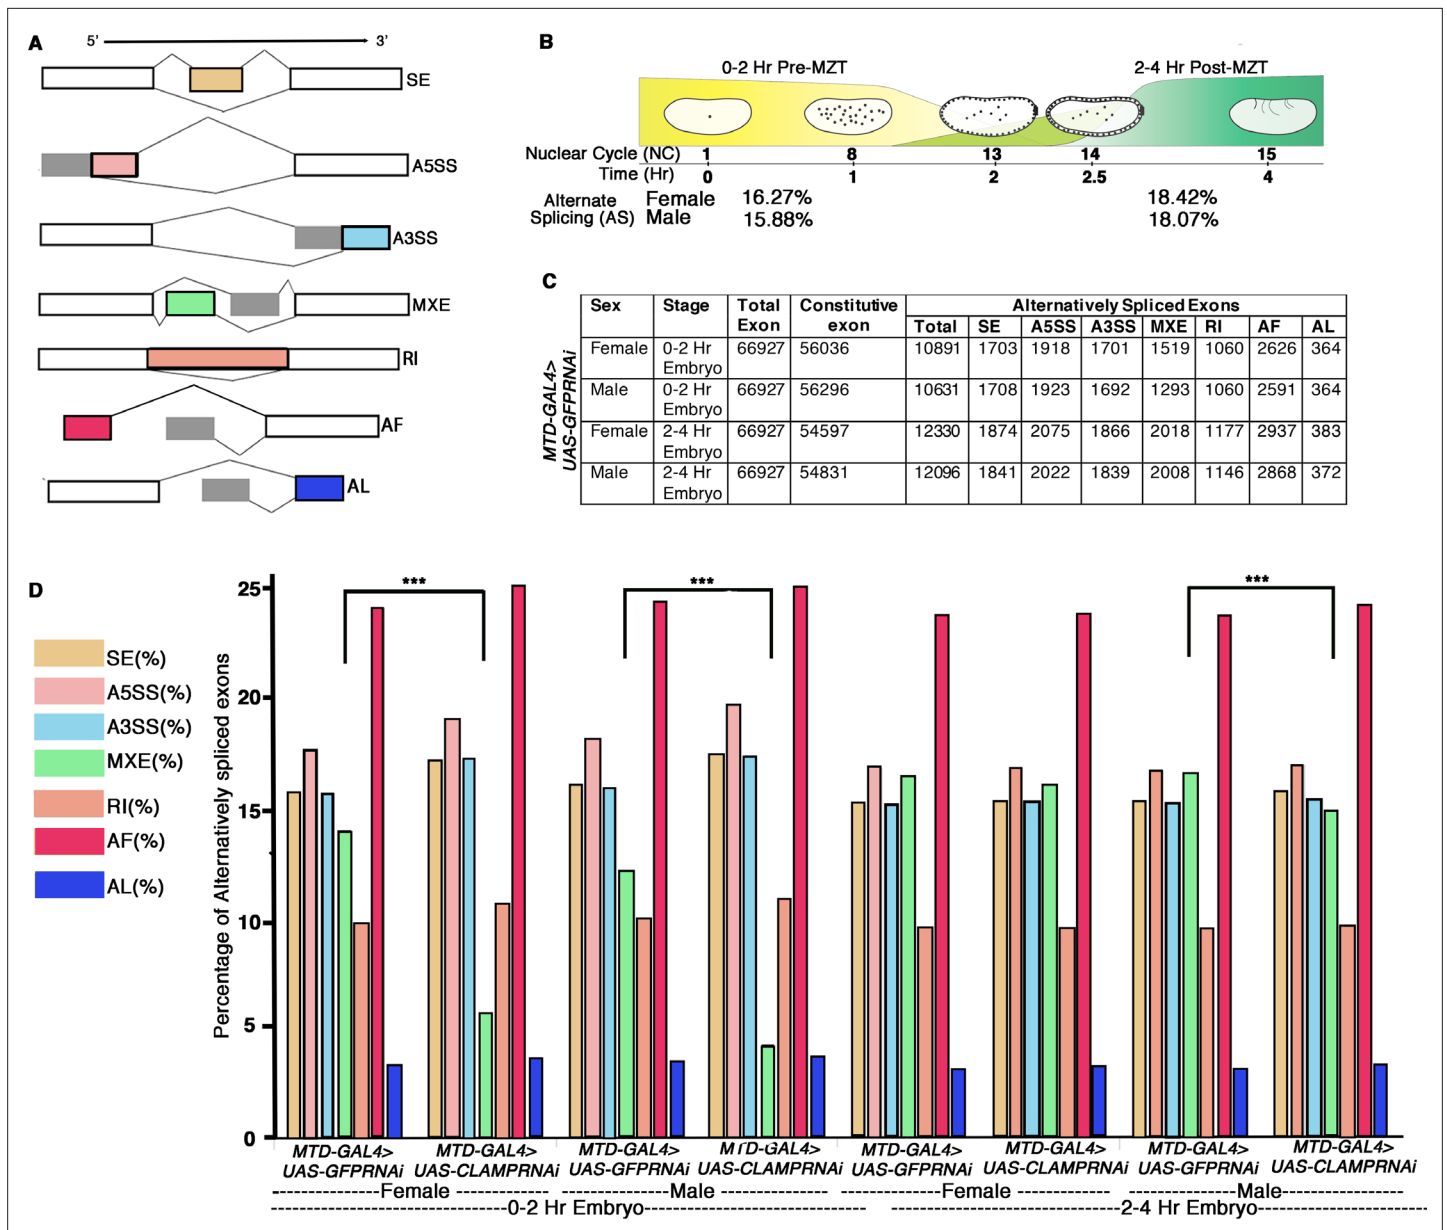 A
5’ 3’
SE
A5SS
A3SS
MXE
RI
AF
AL
B
0-2 Hr Pre-MZT 2-4 Hr Post-MZT
Nuclear Cycle (NC) 1 8 13 14 15
Time (Hr) 0 1 2 2.5 4
Alternate Splicing (AS) Female 16.27% 18.42%
Male 15.88% 18.07%
C
MTD-GAL4>
UAS-GFPRNAi
Sex Stage Total Exon Constitutive exon Alternatively Spliced Exons
Total SE A5SS A3SS MXE RI AF AL
Female 0-2 Hr Embryo 66927 56036 10891 1703 1918 1701 1519 1060 2626 364
Male 0-2 Hr Embryo 66927 56296 10631 1708 1923 1692 1293 1060 2591 364
Female 2-4 Hr Embryo 66927 54597 12330 1874 2075 1866 2018 1177 2937 383
Male 2-4 Hr Embryo 66927 54831 12096 1841 2022 1839 2008 1146 2868 372
D
SE(%)
A5SS(%)
A3SS(%)
MXE(%)
RI(%)
AF(%)
AL(%)
Percentage of Alternatively spliced exons
25
20
15
10
5
0
*** *** ***
MTD-GAL4> MTD-GAL4> MTD-GAL4> MTD-GAL4> MTD-GAL4> MTD-GAL4> MTD-GAL4> MTD-GAL4>
UAS-GFPRNAi UAS-CLAMPRNAi UAS-GFPRNAi UAS-CLAMPRNAi UAS-GFPRNAi UAS-CLAMPRNAi UAS-GFPRNAi UAS-CLAMPRNAi
Female Male Female Male
0-2 Hr Embryo 2-4 Hr Embryo